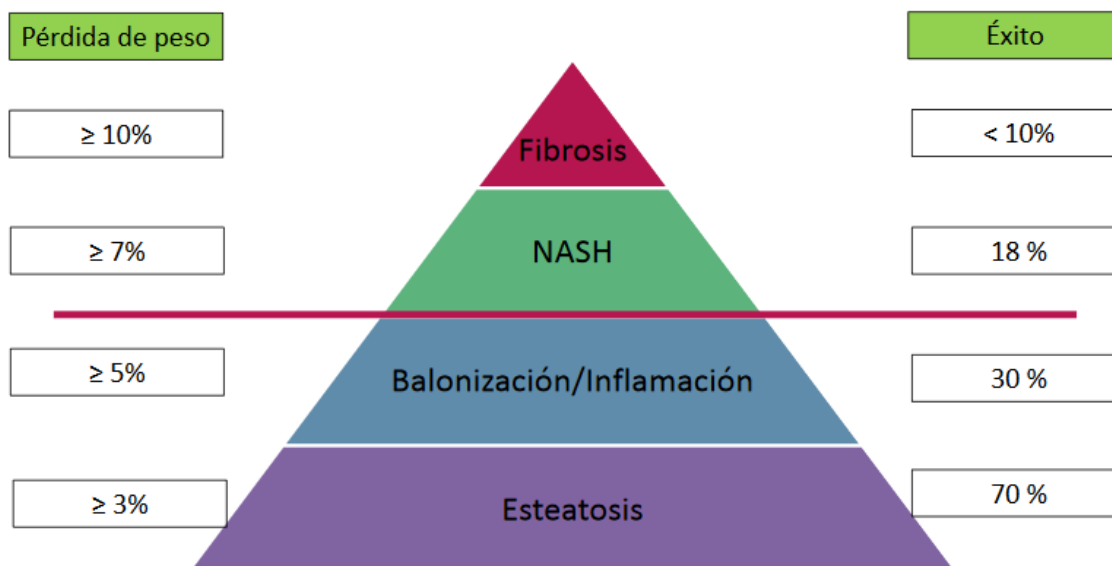 Pérdida de peso
Éxito
≥ 10%
Fibrosis
< 10%
≥ 7%
NASH
18 %
≥ 5%
Balonización/Inflamación
30 %
≥ 3%
Esteatosis
70 %